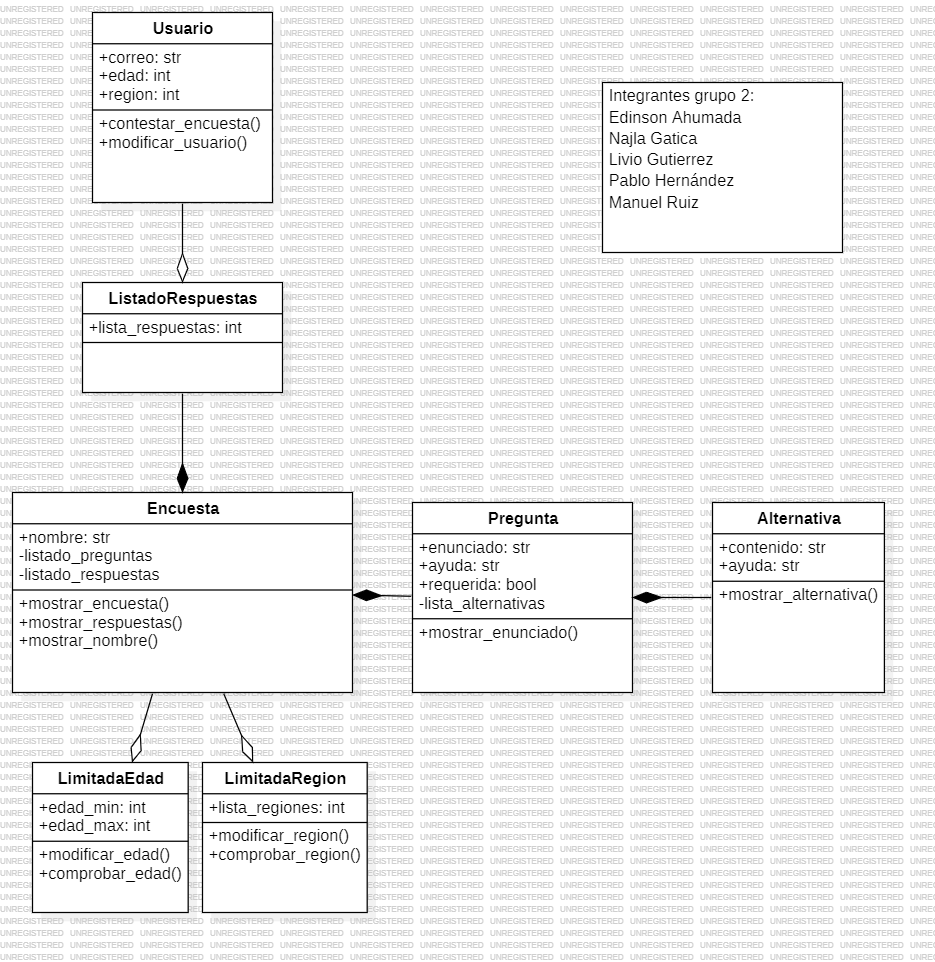 Usuario
+correo: str
+edad: int
+region: int
+contestar_encuesta()
+modificar_usuario()
Integrantes grupo 2:
Edinson Ahumada
Najla Gatica
Livio Gutierrez
Pablo Hernández
Manuel Ruiz
ListadoRespuestas
+lista_respuestas: int
Encuesta
+nombre: str
-listado_preguntas
-listado_respuestas
+mostrar_encuesta()
+mostrar_respuestas()
+mostrar_nombre()
Pregunta
+enunciado: str
+ayuda: str
+requerida: bool
-lista_alternativas
+mostrar_enunciado()
Alternativa
+contenido: str
+ayuda: str
+mostrar_alternativa()
LimitadaEdad
+edad_min: int
+edad_max: int
+modificar_edad()
+comprobar_edad()
LimitadaRegion
+lista_regiones: int
+modificar_region()
+comprobar_region()
UNREGISTERED